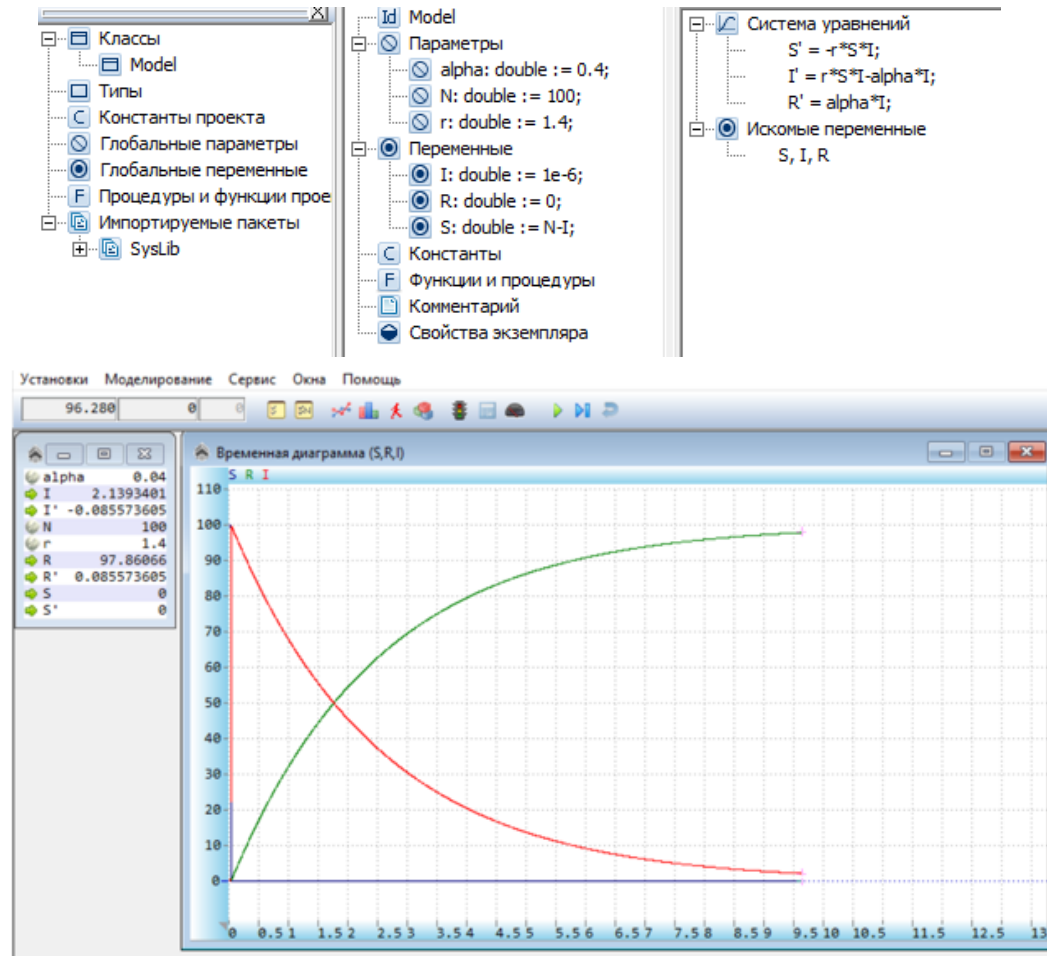 Классы
Model
Типы
Константы проекта
Глобальные параметры
Глобальные переменные
Процедуры и функции прое
Импортируемые пакеты
SysLib
Id Model
Параметры
alpha: double := 0.4;
N: double := 100;
r: double := 1.4;
Переменные
I: double := 1e-6;
R: double := 0;
S: double := N-I;
C Константы
F Функции и процедуры
Комментарий
Свойства экземпляра
Система уравнений
S' = -r*S*I;
I' = r*S*I-alpha*I;
R' = alpha*I;
Искомые переменные
S, I, R
Установки Моделирование Сервис Окна Помощь
96.280 0 0
alpha 0.04
I 2.1393401
I' -0.085573605
N 100
r 1.4
R 97.86066
R' 0.085573605
S 0
S' 0
Временная диаграмма (S,R,I)
S R I
110
100
90
80
70
60
50
40
30
20
10
0
0 0.5 1 1.5 2 2.5 3 3.5 4 4.5 5 5.5 6 6.5 7 7.5 8 8.5 9 9.5 10 10.5 11.5 12.5 13